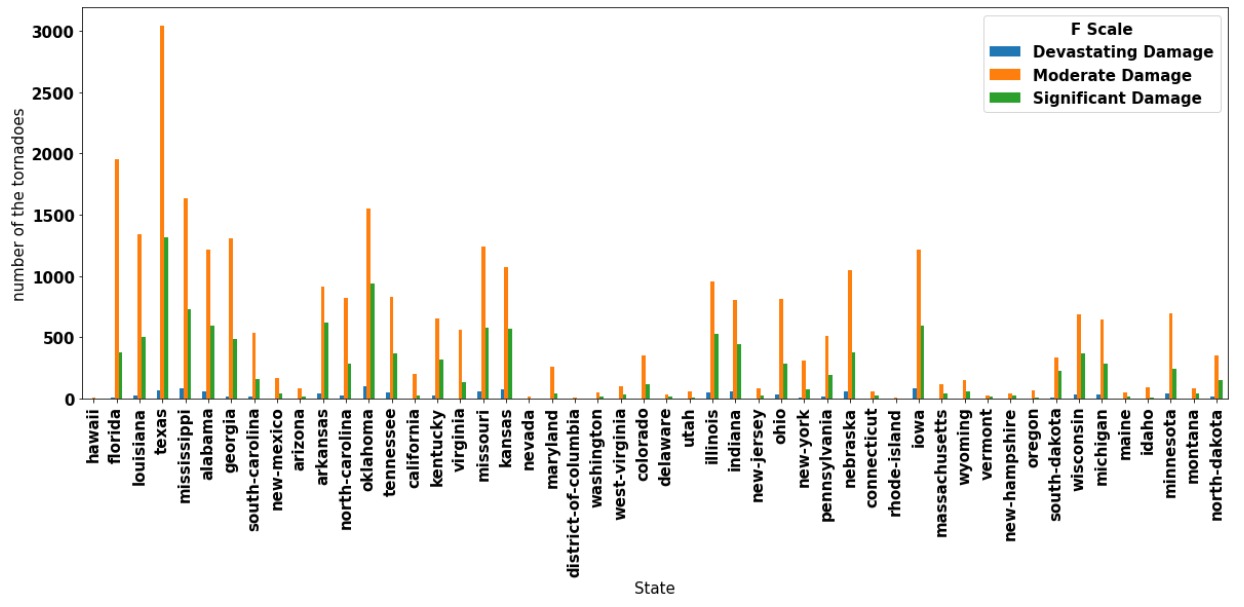 F Scale
Devastating Damage
Moderate Damage
Significant Damage
number of the tornadoes
3000
2500
2000
1500
1000
500
0
hawaii
florida
louisiana
texas
mississippi
alabama
georgia
south-carolina
new-mexico
arizona
arkansas
north-carolina
oklahoma
tennessee
california
kentucky
virginia
missouri
kansas
nevada
maryland
district-of-columbia
washington
west-virginia
colorado
delaware
utah
illinois
indiana
new-jersey
ohio
new-york
pennsylvania
nebraska
connecticut
rhode-island
iowa
massachusetts
wyoming
vermont
new-hampshire
oregon
south-dakota
wisconsin
michigan
maine
idaho
minnesota
montana
north-dakota
State